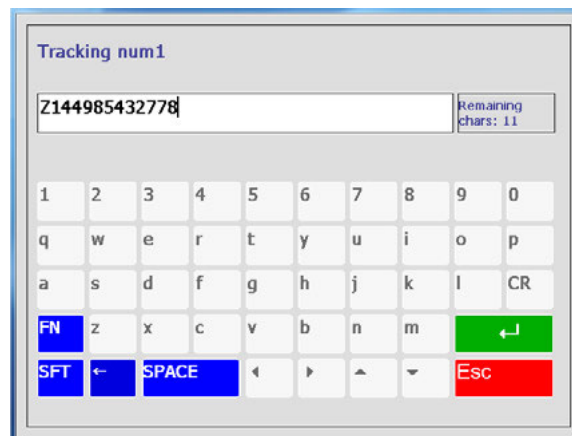 Tracking num1
Z144985432778
Remaining
chars: 11
1 2 3 4 5 6 7 8 9 0
q w e r t y u i o p
a s d f g h j k l CR
FN z x c v b n m
SFT ← SPACE Esc